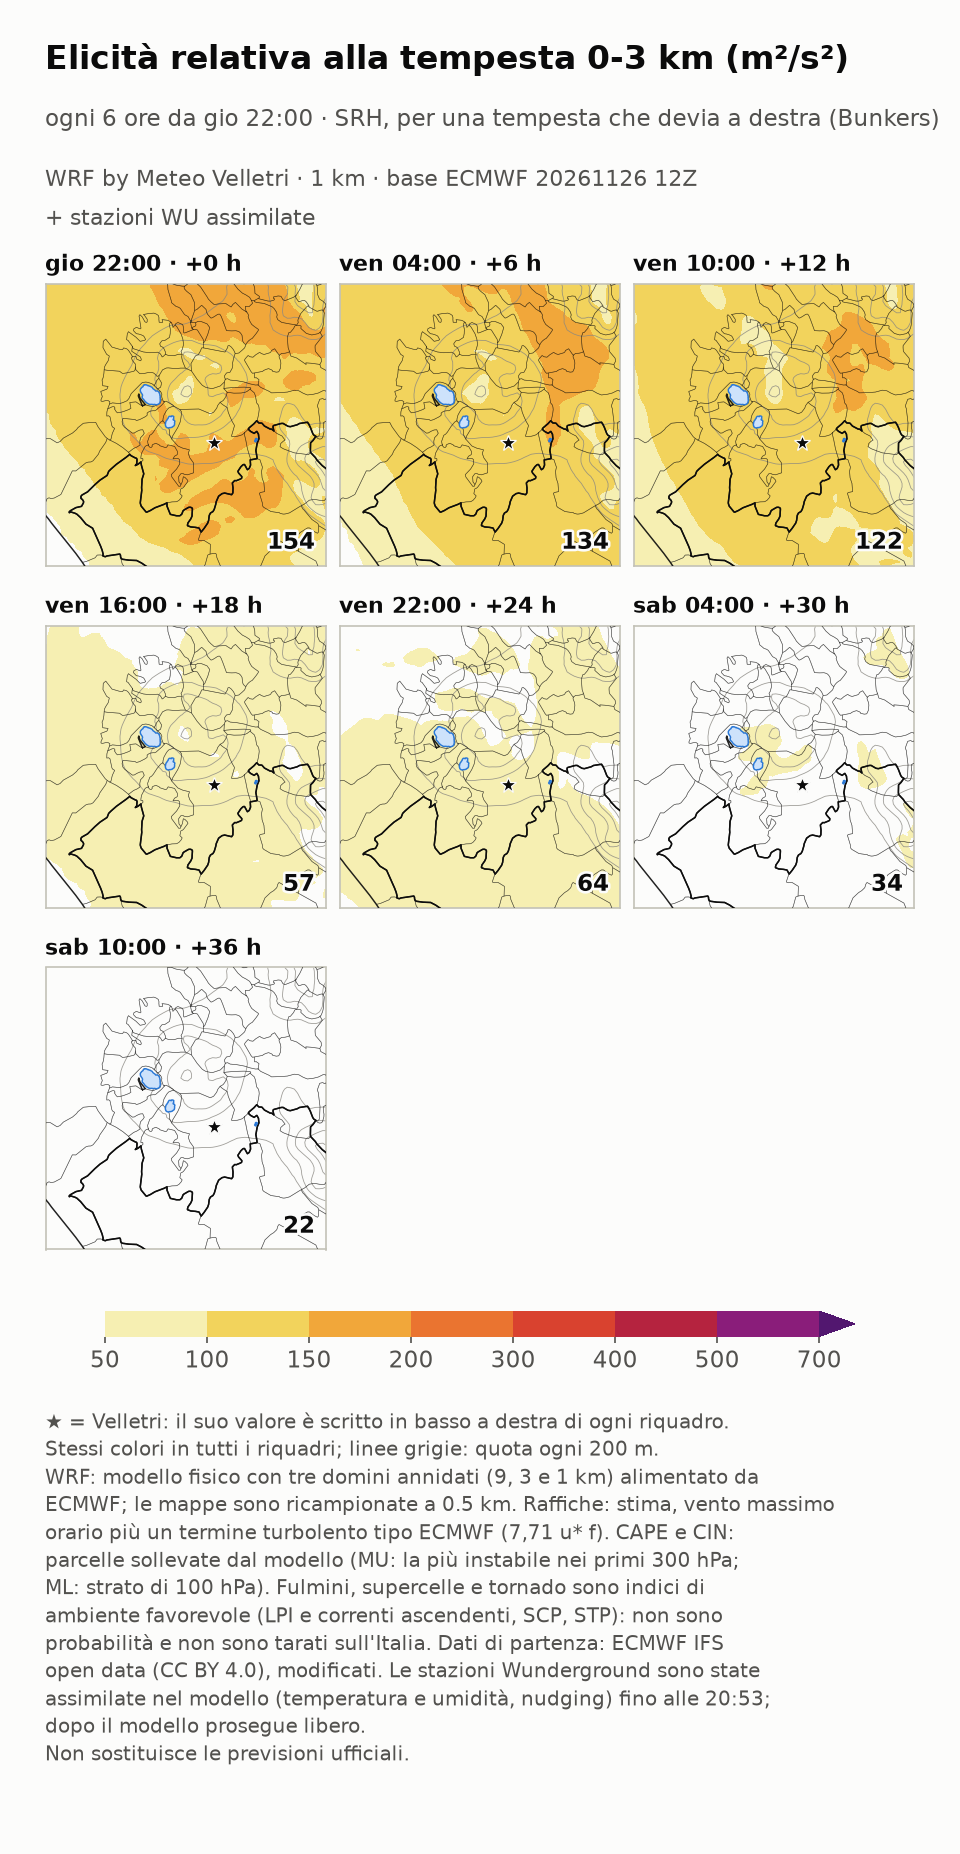 Elicità relativa alla tempesta 0-3 km (m²/s²)
ogni 6 ore da gio 22:00 · SRH, per una tempesta che devia a destra (Bunkers)
WRF by Meteo Velletri · 1 km · base ECMWF 20261126 12Z
+ stazioni WU assimilate
gio 22:00 · +0 h
ven 04:00 · +6 h
ven 10:00 · +12 h
154
134
122
ven 16:00 · +18 h
ven 22:00 · +24 h
sab 04:00 · +30 h
57
64
34
sab 10:00 · +36 h
22
50 100 150 200 300 400 500 700
★ = Velletri: il suo valore è scritto in basso a destra di ogni riquadro.
Stessi colori in tutti i riquadri; linee grigie: quota ogni 200 m.
WRF: modello fisico con tre domini annidati (9, 3 e 1 km) alimentato da
ECMWF; le mappe sono ricampionate a 0.5 km. Raffiche: stima, vento massimo
orario più un termine turbolento tipo ECMWF (7,71 u* f). CAPE e CIN:
parcelle sollevate dal modello (MU: la più instabile nei primi 300 hPa;
ML: strato di 100 hPa). Fulmini, supercelle e tornado sono indici di
ambiente favorevole (LPI e correnti ascendenti, SCP, STP): non sono
probabilità e non sono tarati sull'Italia. Dati di partenza: ECMWF IFS
open data (CC BY 4.0), modificati. Le stazioni Wunderground sono state
assimilate nel modello (temperatura e umidità, nudging) fino alle 20:53;
dopo il modello prosegue libero.
Non sostituisce le previsioni ufficiali.